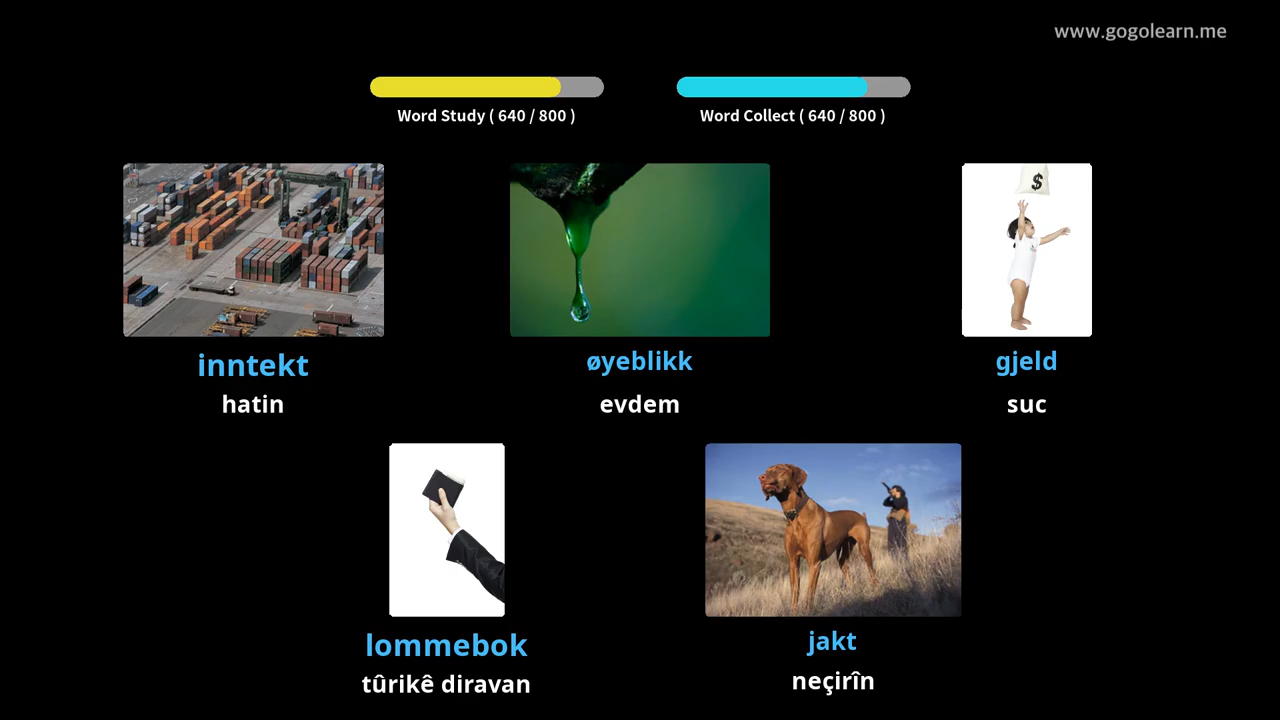 www.gogolearn.me
Word Study ( 640 / 800 )
Word Collect ( 640 / 800 )
$
inntekt
øyeblikk
gjeld
hatin
evdem
suc
lommebok
jakt
tûrikê diravan
neçirîn